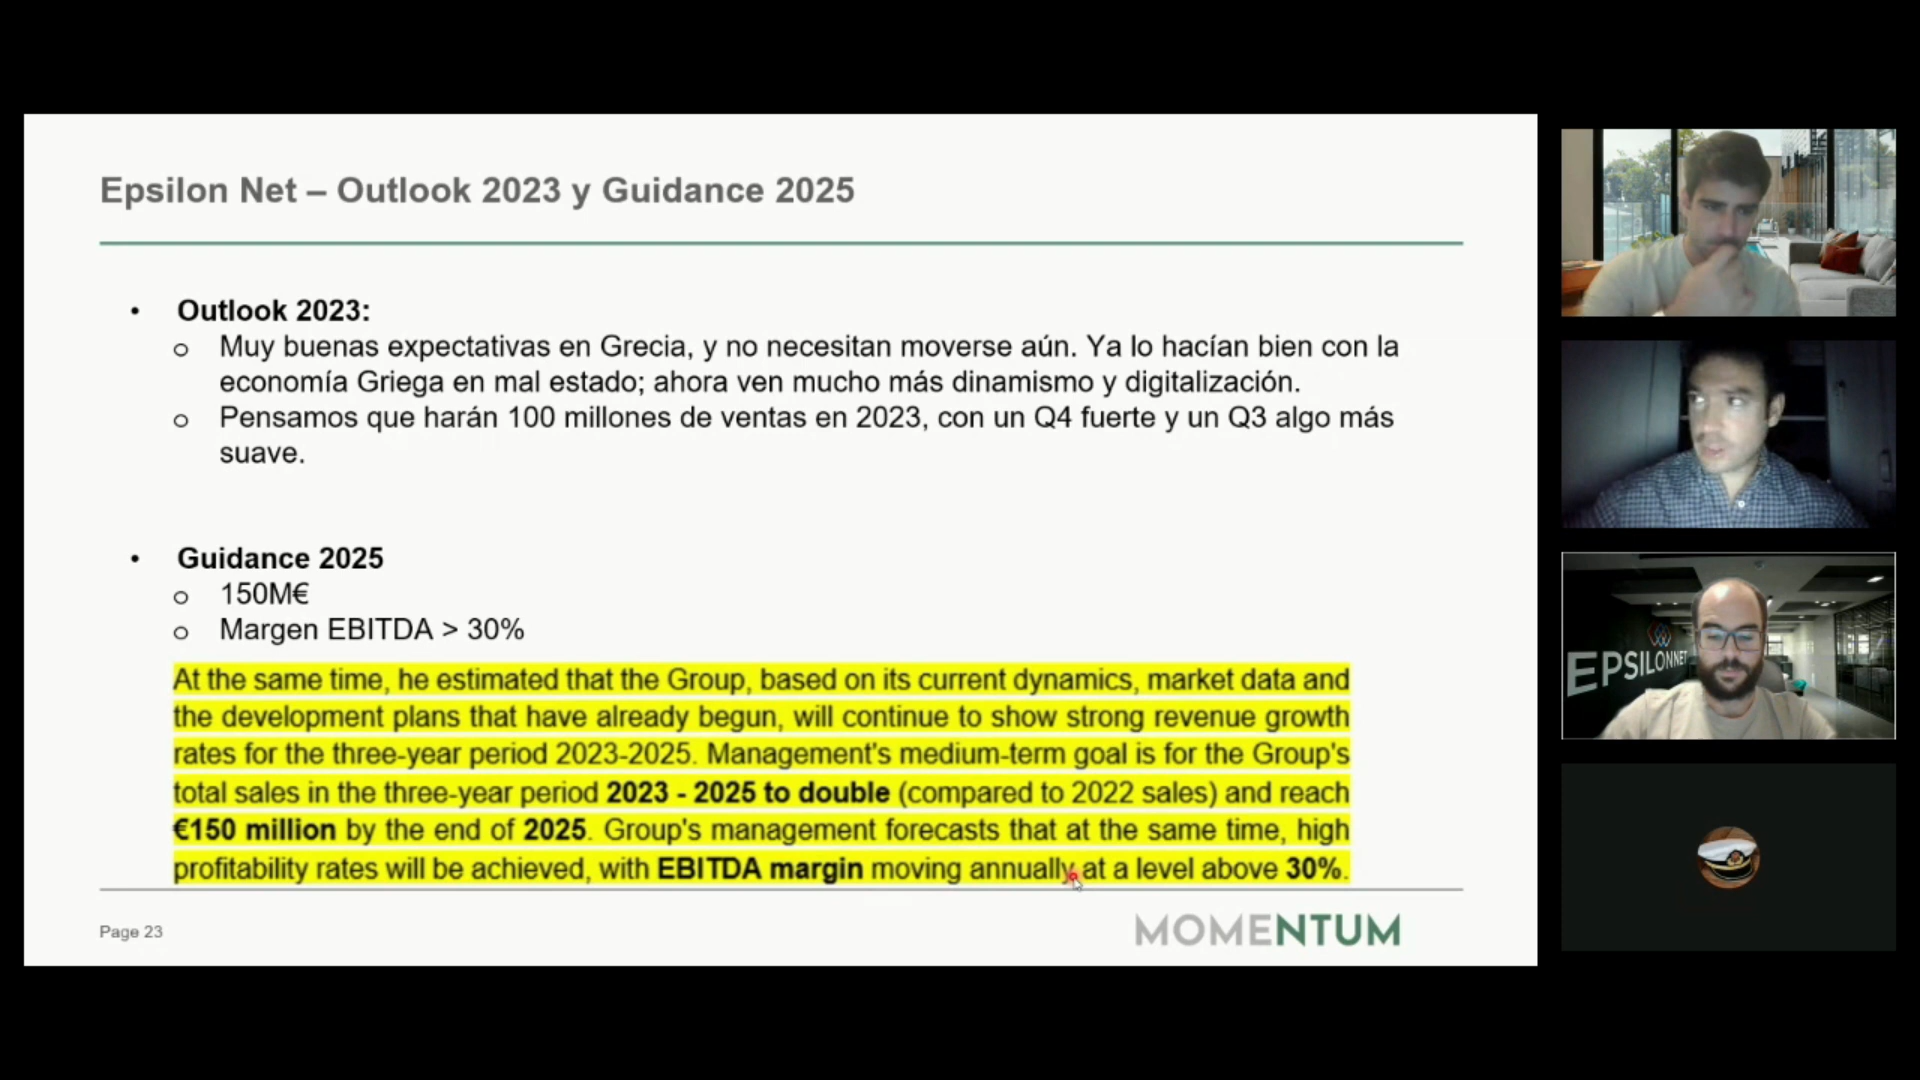 Epsilon Net – Outlook 2023 y Guidance 2025
• Outlook 2023:
o Muy buenas expectativas en Grecia, y no necesitan moverse aún. Ya lo hacían bien con la
economía Griega en mal estado; ahora ven mucho más dinamismo y digitalización.
o Pensamos que harán 100 millones de ventas en 2023, con un Q4 fuerte y un Q3 algo más
suave.
• Guidance 2025
o 150M€
o Margen EBITDA > 30%
At the same time, he estimated that the Group, based on its current dynamics, market data and
the development plans that have already begun, will continue to show strong revenue growth
rates for the three-year period 2023-2025. Management's medium-term goal is for the Group's
total sales in the three-year period 2023 - 2025 to double (compared to 2022 sales) and reach
€150 million by the end of 2025. Group's management forecasts that at the same time, high
profitability rates will be achieved, with EBITDA margin moving annually at a level above 30%.
Page 23
MOMENTUM
EPSILONNET